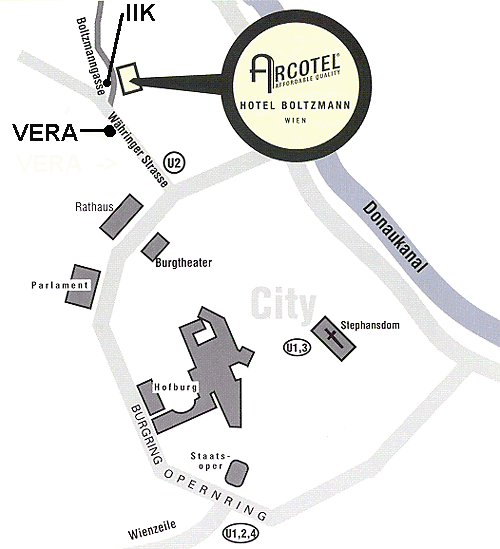 IIK
Boltzmanngasse
ARCOTEL®
AFFORDABLE QUALITY
HOTEL BOLTZMANN
WIEN
VERA
VERA
Währinger Strasse
U2
Rathaus
Donaukanal
Burgtheater
Parlament
City
Stephansdom
U1,3
Hofburg
BURGRING
Staats-
oper
OPERNRING
Wienzeile
U1,2,4